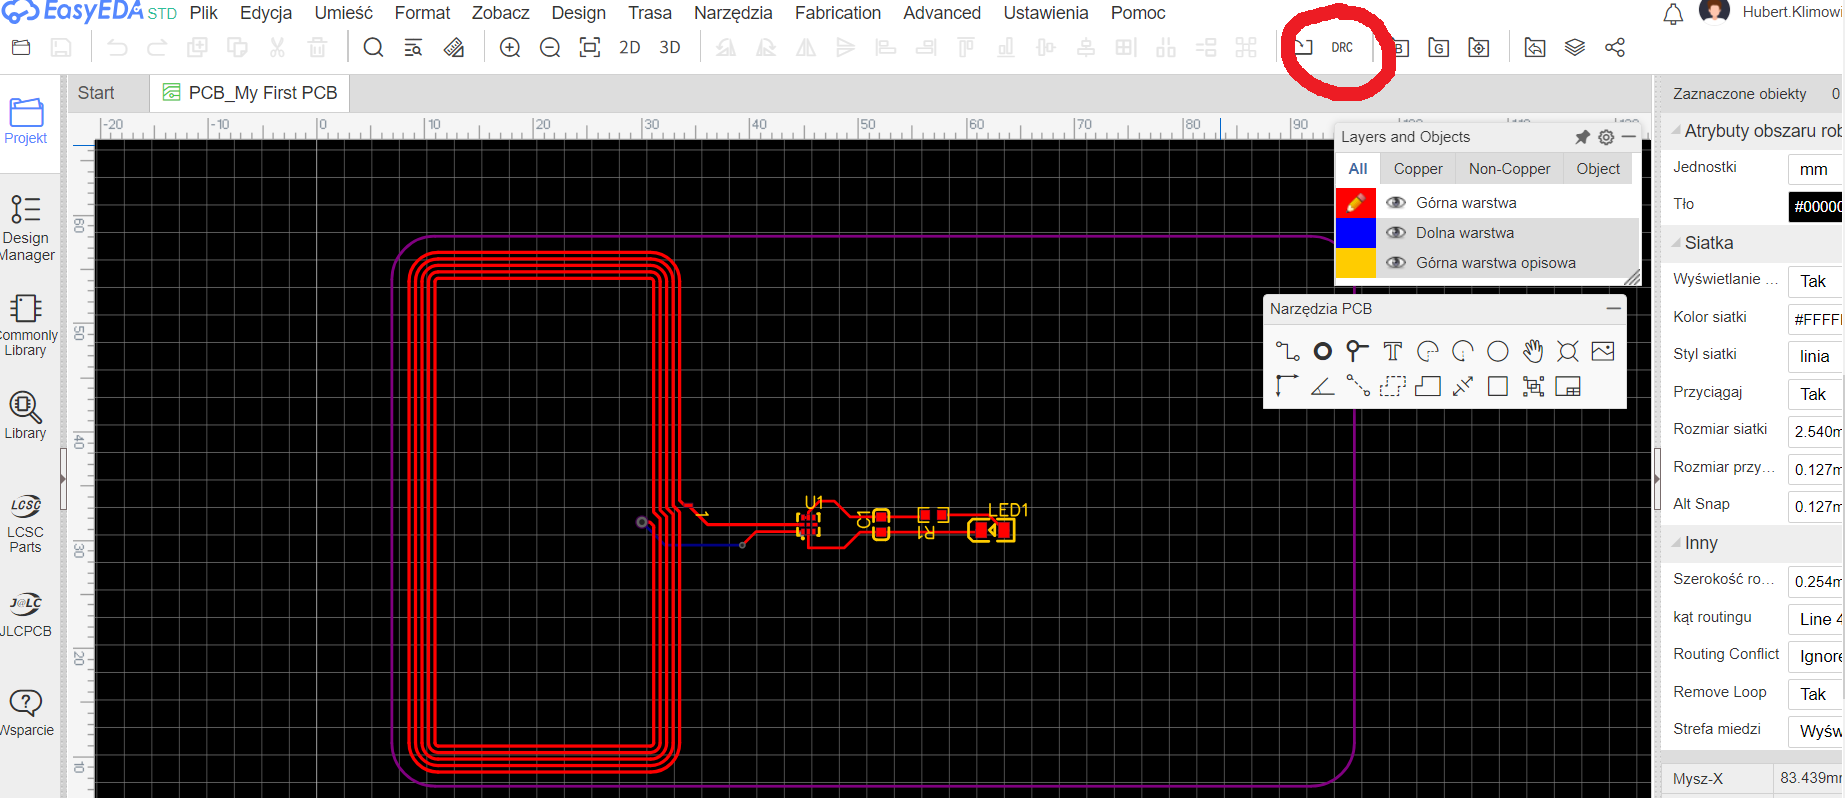 EasyEDA STD Plik Edycja Umieść Format Zobacz Design Trasa Narzędzia Fabrication Advanced Ustawienia Pomoc Hubert.Klimowi
2D 3D DRC B G
Start PCB_My First PCB
-20 -10 0 10 20 30 40 50 60 70 80 90
60
50
40
30
20
10
Projekt
Design
Manager
Commonly
Library
Library
LCSC
LCSC
Parts
J@LC
JLCPCB
?
Wsparcie
U1
C1
R1
LED1
Layers and Objects
All Copper Non-Copper Object
Górna warstwa
Dolna warstwa
Górna warstwa opisowa
Narzędzia PCB
T
Zaznaczone obiekty 0
Atrybuty obszaru rob
Jednostki mm
Tło #00000
Siatka
Wyświetlanie ... Tak
Kolor siatki #FFFFF
Styl siatki linia
Przyciągaj Tak
Rozmiar siatki 2.540m
Rozmiar przy... 0.127m
Alt Snap 0.127m
Inny
Szerokość ro... 0.254m
kąt routingu Line 4
Routing Conflict Ignore
Remove Loop Tak
Strefa miedzi Wyśw
Mysz-X 83.439mm